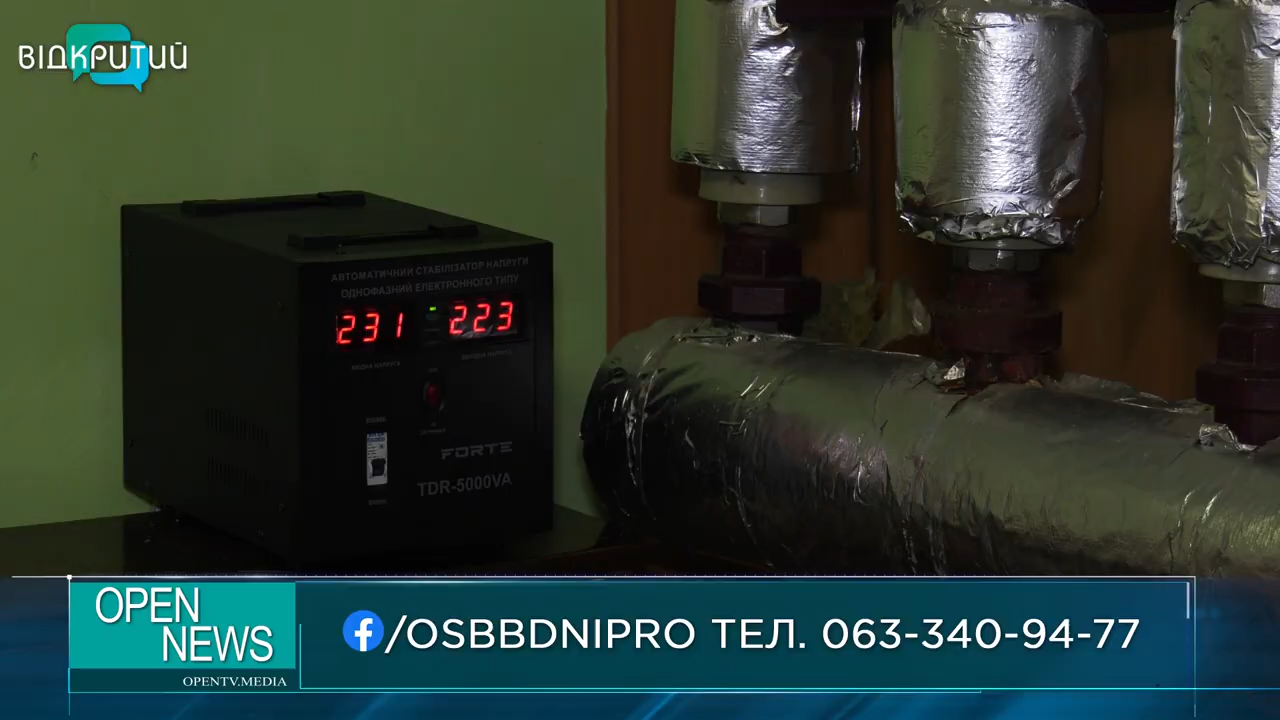 ВІДКРИТИЙ
АВТОМАТИЧНИЙ СТАБІЛІЗАТОР НАПРУГИ
ОДНОФАЗНИЙ ЕЛЕКТРОННОГО ТИПУ
231 223
FORTE
TDR-5000VA
OPEN
NEWS
OPENTV.MEDIA
/OSBBDNIPRO ТЕЛ. 063-340-94-77